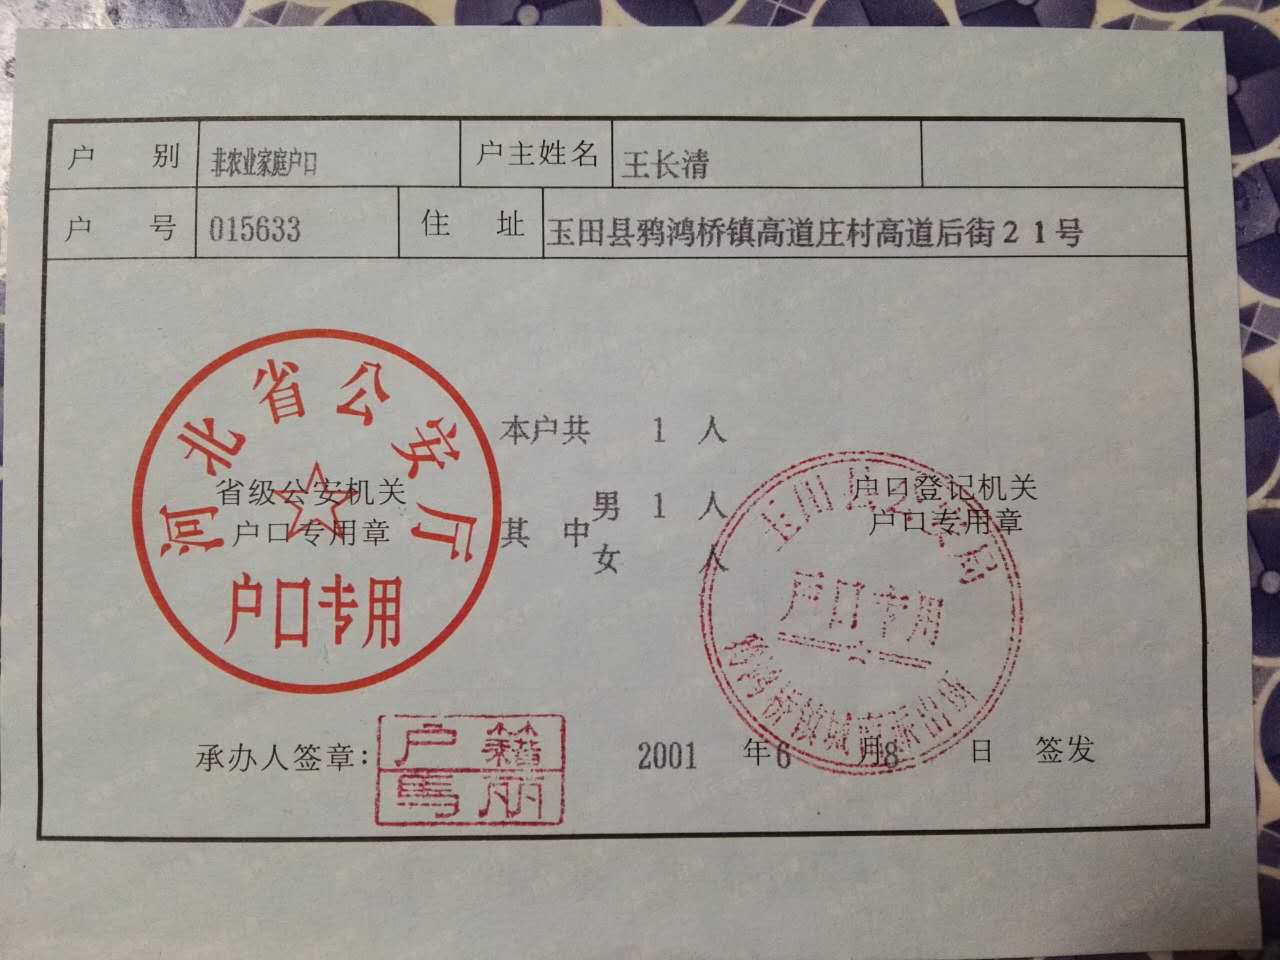 户 别 非农业家庭户口 户主姓名 王长清
户 号 015633 住 址 玉田县鸦鸿桥镇高道庄村高道后街21号
河北省公安厅
省级公安机关
户口专用章
户口专用
本户共 1 人
其 中 男 1 人
女 人
户口登记机关
户口专用章
玉田县公安局
户口专用
鸦鸿桥镇派出所
承办人签章：
户籍
马丽
2001 年 6 月 8 日 签发